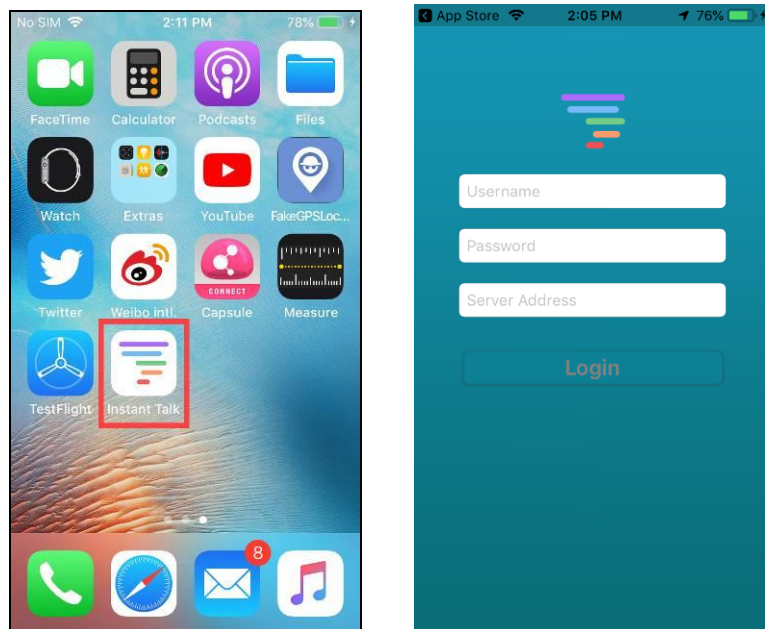 No SIM 2:11 PM 78%
FaceTime Calculator Podcasts Files
Watch Extras YouTube FakeGPSLoc...
CONNECT
Twitter Weibo intl. Capsule Measure
TestFlight Instant Talk
8
App Store 2:05 PM 76%
Username
Password
Server Address
Login